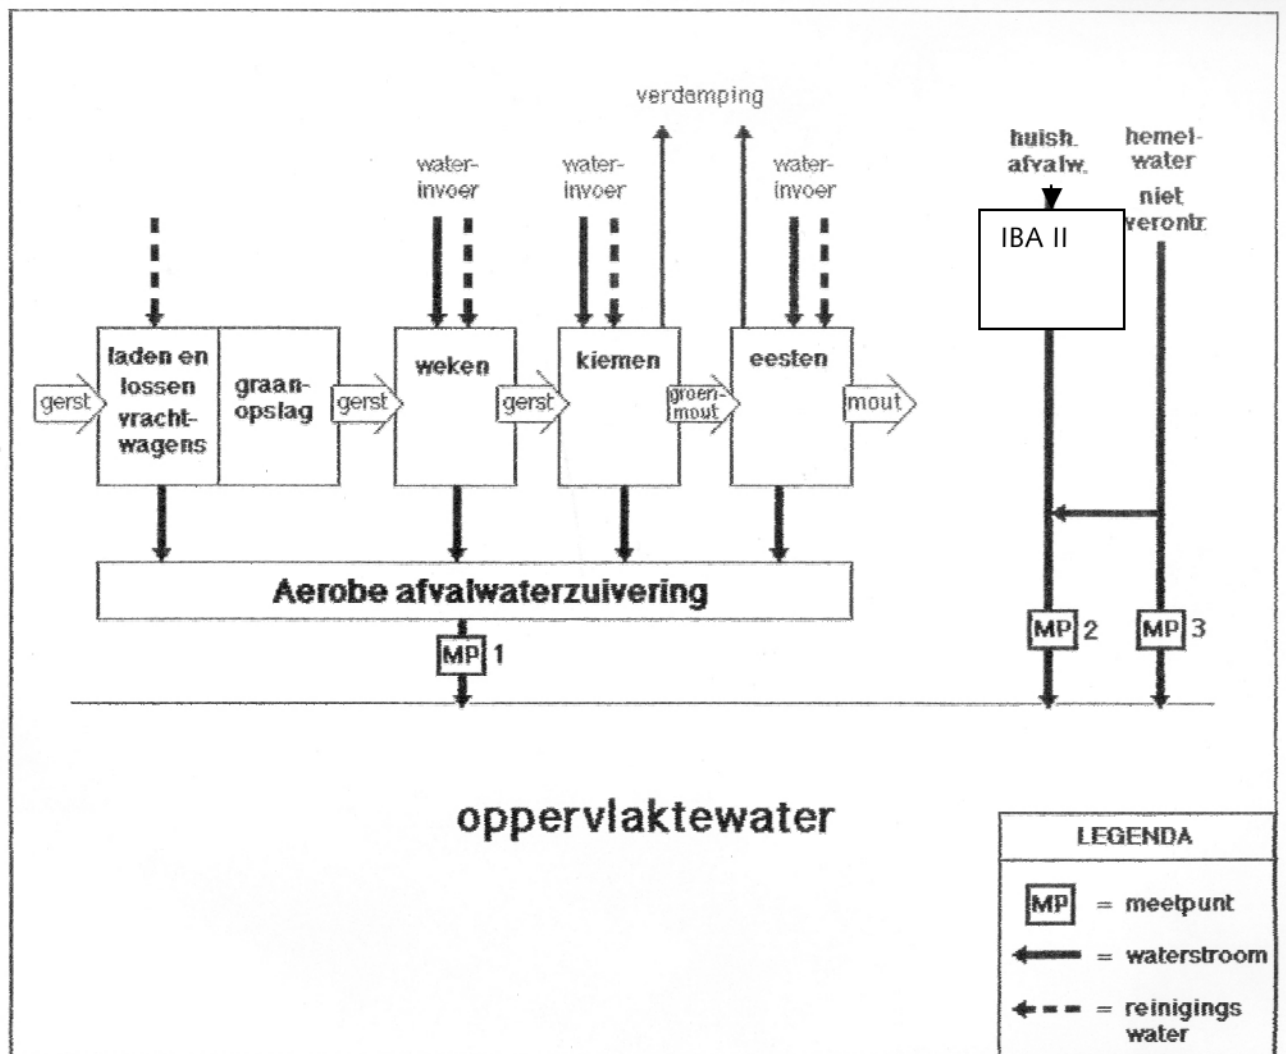 verdamping
water-
invoer
water-
invoer
water-
invoer
huish.
afvalw.
hemel-
water
niet
verontr.
IBA II
gerst
laden en
lossen
vracht-
wagens
graan-
opslag
gerst
weken
gerst
kiemen
groen-
mout
eesten
mout
Aerobe afvalwaterzuivering
MP 1
MP 2
MP 3
oppervlaktewater
LEGENDA
MP = meetpunt
= waterstroom
= reinigings
water